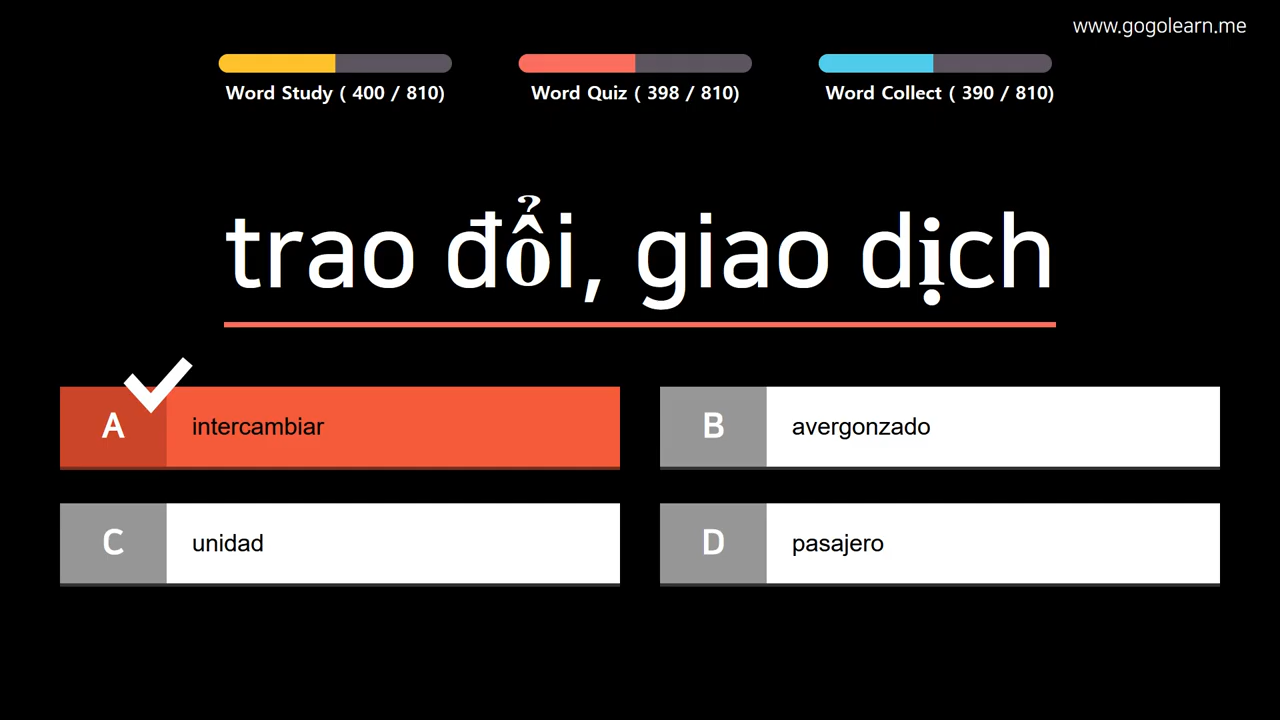 www.gogolearn.me
Word Study ( 400 / 810)
Word Quiz ( 398 / 810)
Word Collect ( 390 / 810)
trao đổi, giao dịch
A intercambiar
B avergonzado
C unidad
D pasajero